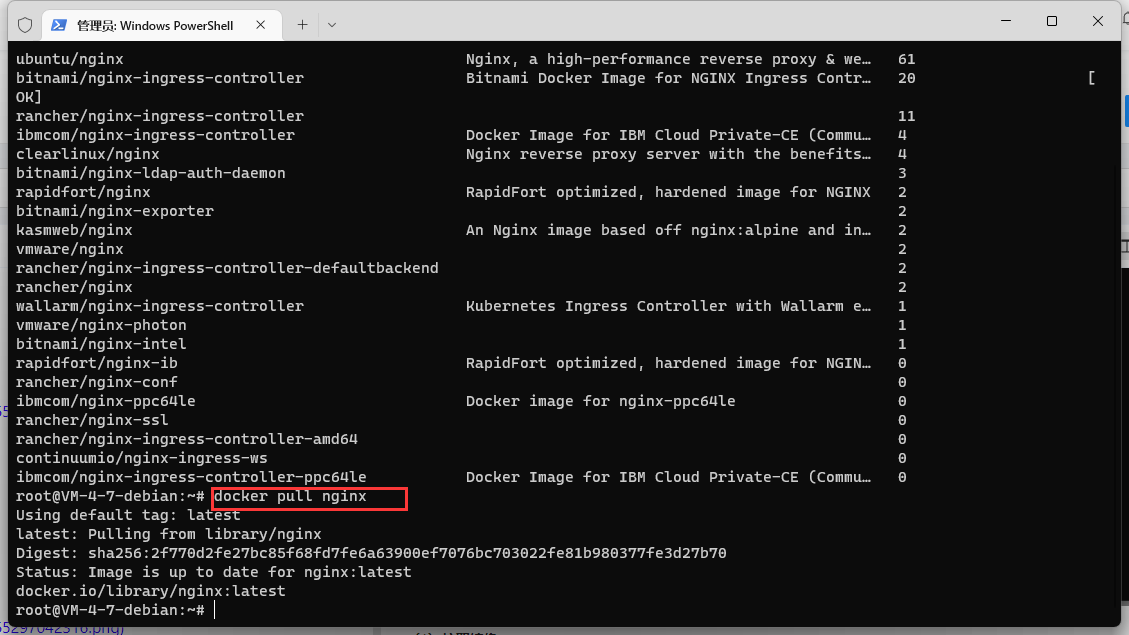 管理员: Windows PowerShell
ubuntu/nginx Nginx, a high-performance reverse proxy & we… 61
bitnami/nginx-ingress-controller Bitnami Docker Image for NGINX Ingress Contr… 20 [
OK]
rancher/nginx-ingress-controller 11
ibmcom/nginx-ingress-controller Docker Image for IBM Cloud Private-CE (Commu… 4
clearlinux/nginx Nginx reverse proxy server with the benefits… 4
bitnami/nginx-ldap-auth-daemon 3
rapidfort/nginx RapidFort optimized, hardened image for NGINX 2
bitnami/nginx-exporter 2
kasmweb/nginx An Nginx image based off nginx:alpine and in… 2
vmware/nginx 2
rancher/nginx-ingress-controller-defaultbackend 2
rancher/nginx 2
wallarm/nginx-ingress-controller Kubernetes Ingress Controller with Wallarm e… 1
vmware/nginx-photon 1
bitnami/nginx-intel 1
rapidfort/nginx-ib RapidFort optimized, hardened image for NGIN… 0
rancher/nginx-conf 0
ibmcom/nginx-ppc64le Docker image for nginx-ppc64le 0
rancher/nginx-ssl 0
rancher/nginx-ingress-controller-amd64 0
continuumio/nginx-ingress-ws 0
ibmcom/nginx-ingress-controller-ppc64le Docker Image for IBM Cloud Private-CE (Commu… 0
root@VM-4-7-debian:~# docker pull nginx
Using default tag: latest
latest: Pulling from library/nginx
Digest: sha256:2f770d2fe27bc85f68fd7fe6a63900ef7076bc703022fe81b980377fe3d27b70
Status: Image is up to date for nginx:latest
docker.io/library/nginx:latest
root@VM-4-7-debian:~#